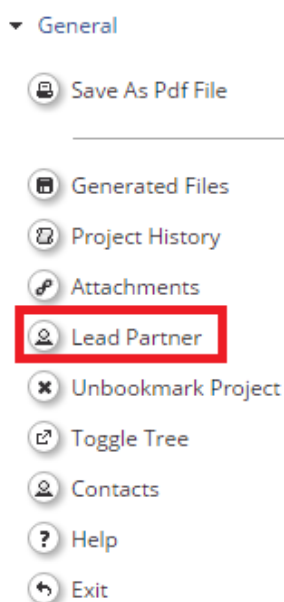 General
Save As Pdf File
Generated Files
Project History
Attachments
Lead Partner
Unbookmark Project
Toggle Tree
Contacts
? Help
Exit